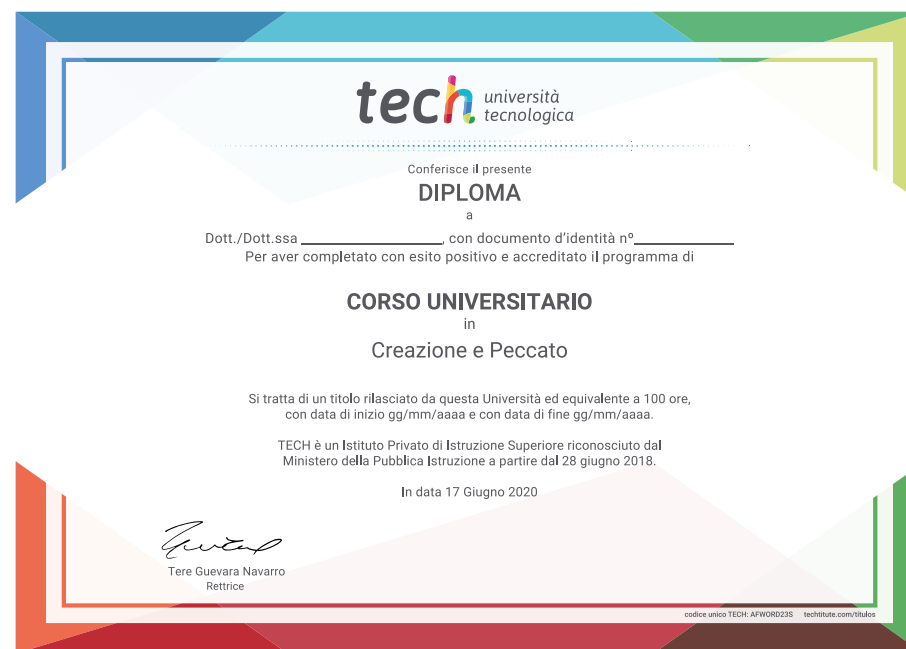 tech università
tecnologica
Conferisce il presente
DIPLOMA
a
Dott./Dott.ssa ____________________, con documento d'identità nº______________
Per aver completato con esito positivo e accreditato il programma di
CORSO UNIVERSITARIO
in
Creazione e Peccato
Si tratta di un titolo rilasciato da questa Università ed equivalente a 100 ore,
con data di inizio gg/mm/aaaa e con data di fine gg/mm/aaaa.
TECH è un Istituto Privato di Istruzione Superiore riconosciuto dal
Ministero della Pubblica Istruzione a partire dal 28 giugno 2018.
In data 17 Giugno 2020
Tere Guevara Navarro
Rettrice
codice unico TECH: AFWORD23S techtitute.com/titulos